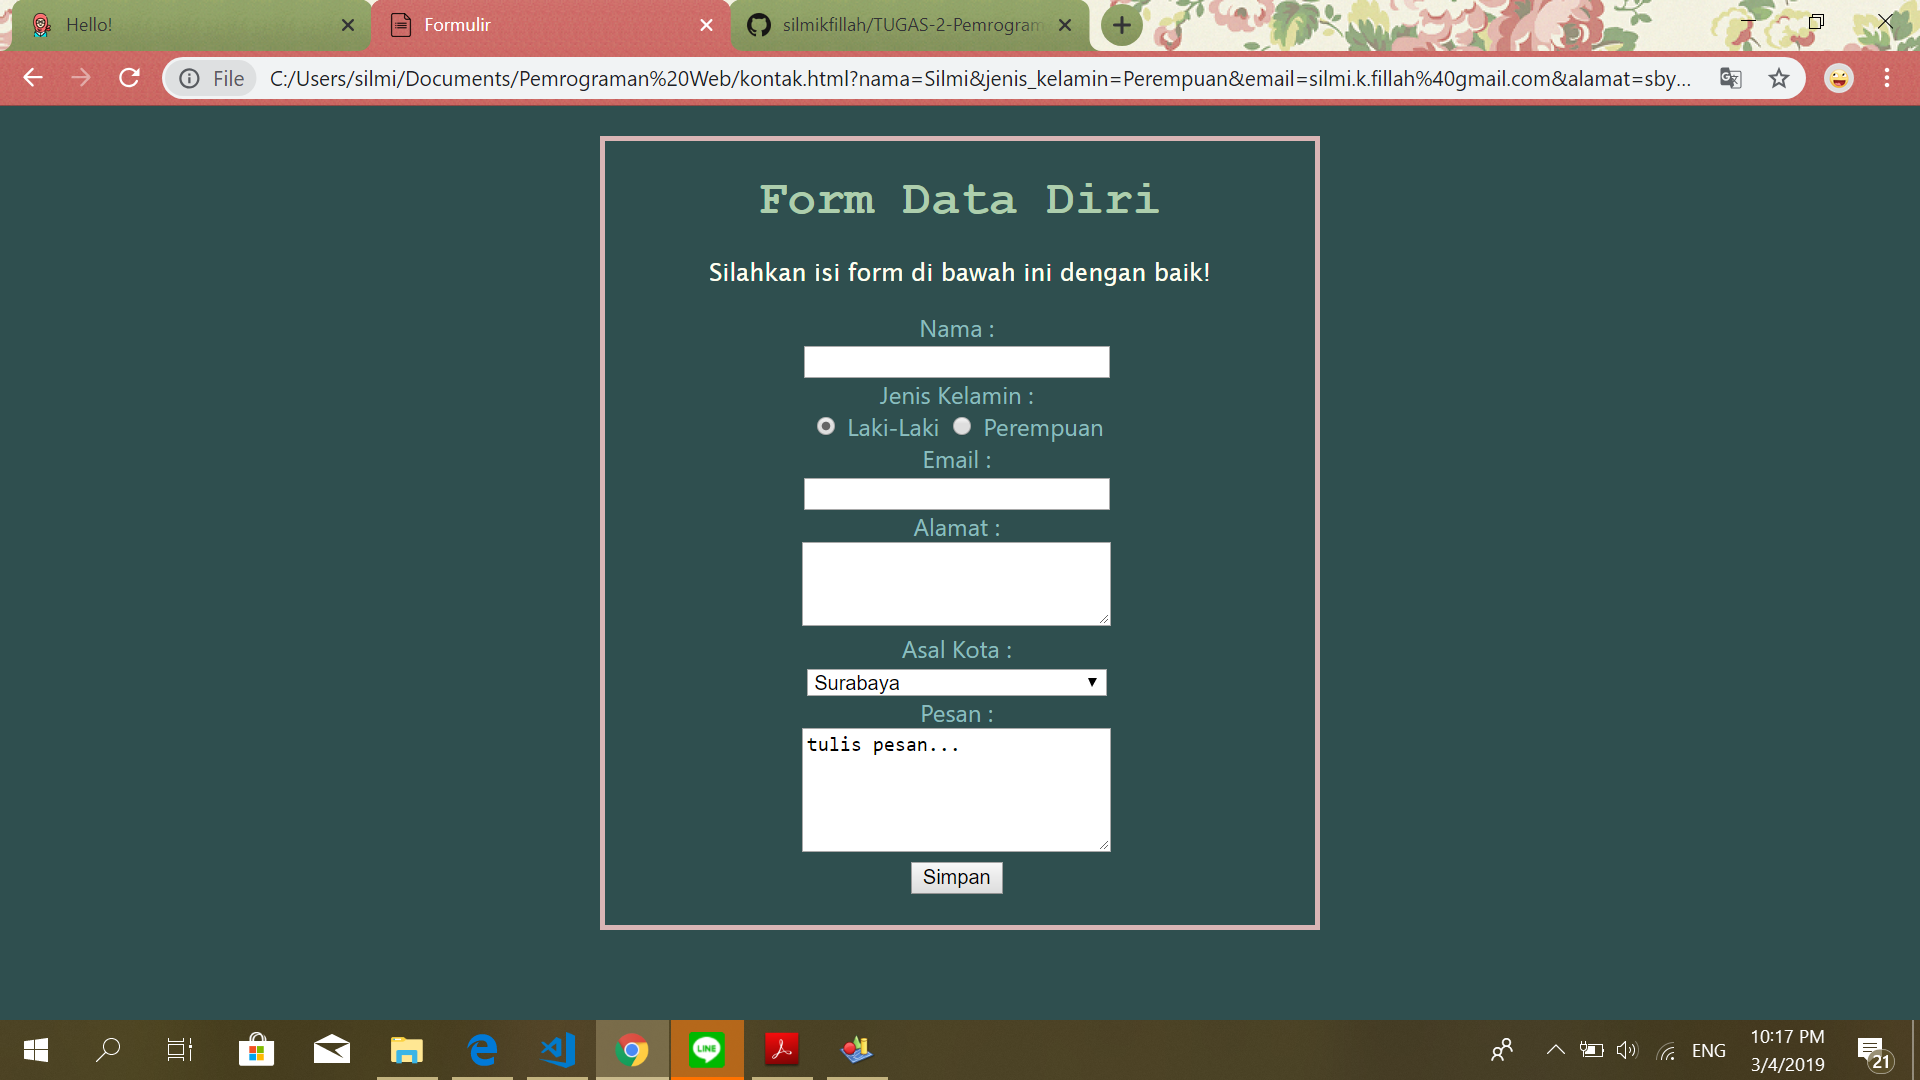 Hello!
Formulir
silmikfillah/TUGAS-2-Pemrogram
File
C:/Users/silmi/Documents/Pemrograman%20Web/kontak.html?nama=Silmi&jenis_kelamin=Perempuan&email=silmi.k.fillah%40gmail.com&alamat=sby...
Form Data Diri
Silahkan isi form di bawah ini dengan baik!
Nama :
Jenis Kelamin :
Laki-Laki Perempuan
Email :
Alamat :
Asal Kota :
Surabaya
Pesan :
tulis pesan...
Simpan
LINE
ENG
10:17 PM
3/4/2019
21